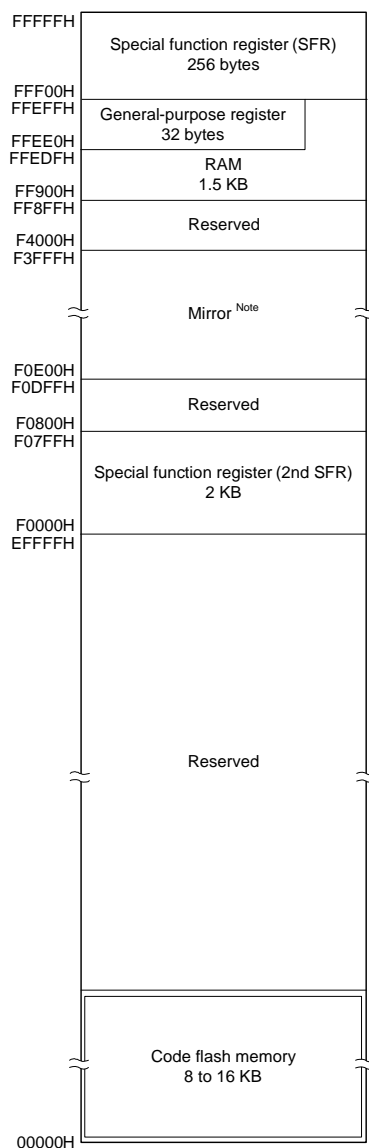 FFFFFH
Special function register (SFR)
256 bytes
FFF00H
FFEFFH
General-purpose register
32 bytes
FFEE0H
FFEDFH
RAM
1.5 KB
FF900H
FF8FFH
Reserved
F4000H
F3FFFH
Mirror Note
F0E00H
F0DFFH
Reserved
F0800H
F07FFH
Special function register (2nd SFR)
2 KB
F0000H
EFFFFH
Reserved
Code flash memory
8 to 16 KB
00000H